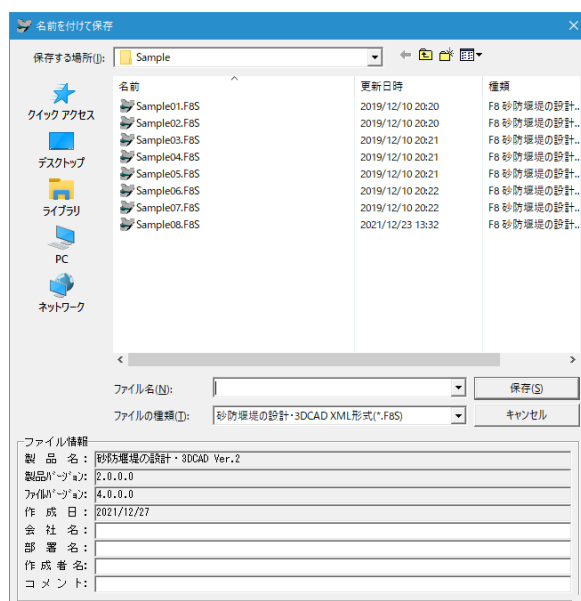 名前を付けて保存
保存する場所(I): Sample
名前 更新日時 種類
Sample01.F8S 2019/12/10 20:20 F8 砂防堰堤の設計...
Sample02.F8S 2019/12/10 20:20 F8 砂防堰堤の設計...
Sample03.F8S 2019/12/10 20:21 F8 砂防堰堤の設計...
Sample04.F8S 2019/12/10 20:21 F8 砂防堰堤の設計...
Sample05.F8S 2019/12/10 20:21 F8 砂防堰堤の設計...
Sample06.F8S 2019/12/10 20:22 F8 砂防堰堤の設計...
Sample07.F8S 2019/12/10 20:22 F8 砂防堰堤の設計...
Sample08.F8S 2021/12/23 13:32 F8 砂防堰堤の設計...
クイック アクセス
デスクトップ
ライブラリ
PC
ネットワーク
ファイル名(N): 保存(S)
ファイルの種類(T): 砂防堰堤の設計・3DCAD XML形式(*.F8S) キャンセル
ファイル情報
製品名: 砂防堰堤の設計・3DCAD Ver.2
製品バージョン: 2.0.0.0
ファイルバージョン: 4.0.0.0
作成日: 2021/12/27
会社名:
部署名:
作成者名:
コメント: